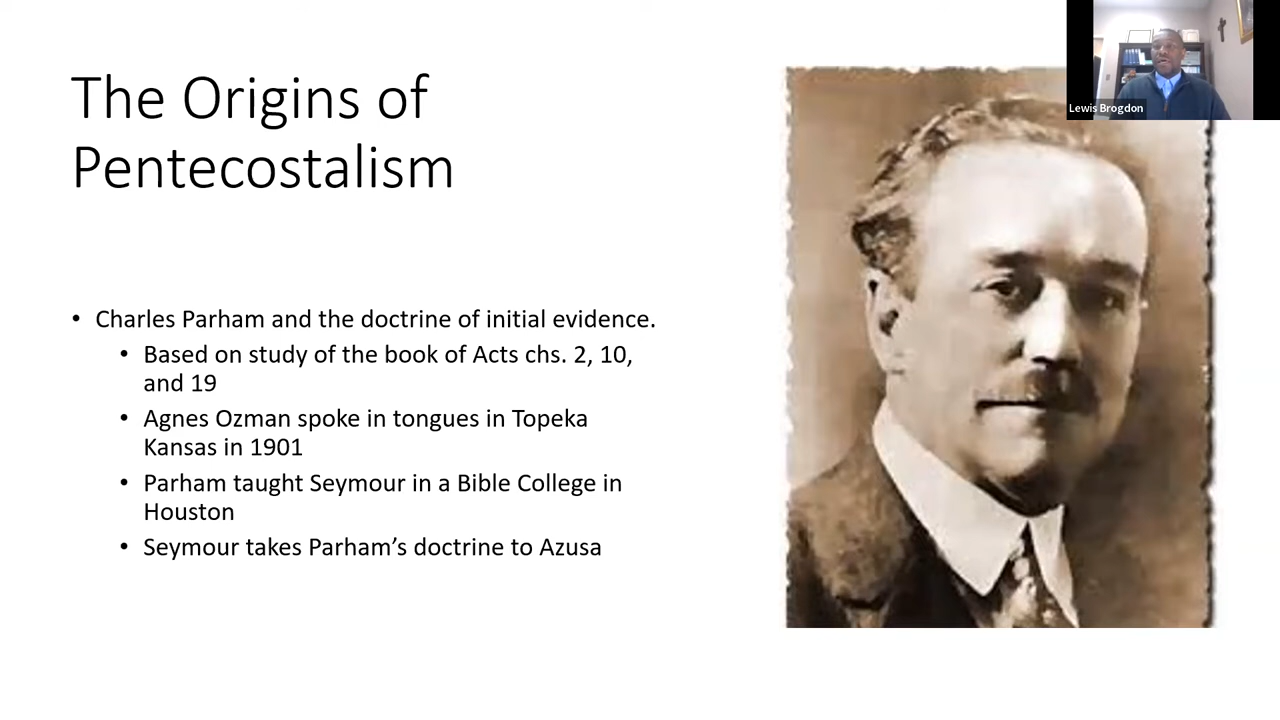 The Origins of
Pentecostalism
Lewis Brogdon
• Charles Parham and the doctrine of initial evidence.
• Based on study of the book of Acts chs. 2, 10,
and 19
• Agnes Ozman spoke in tongues in Topeka
Kansas in 1901
• Parham taught Seymour in a Bible College in
Houston
• Seymour takes Parham’s doctrine to Azusa